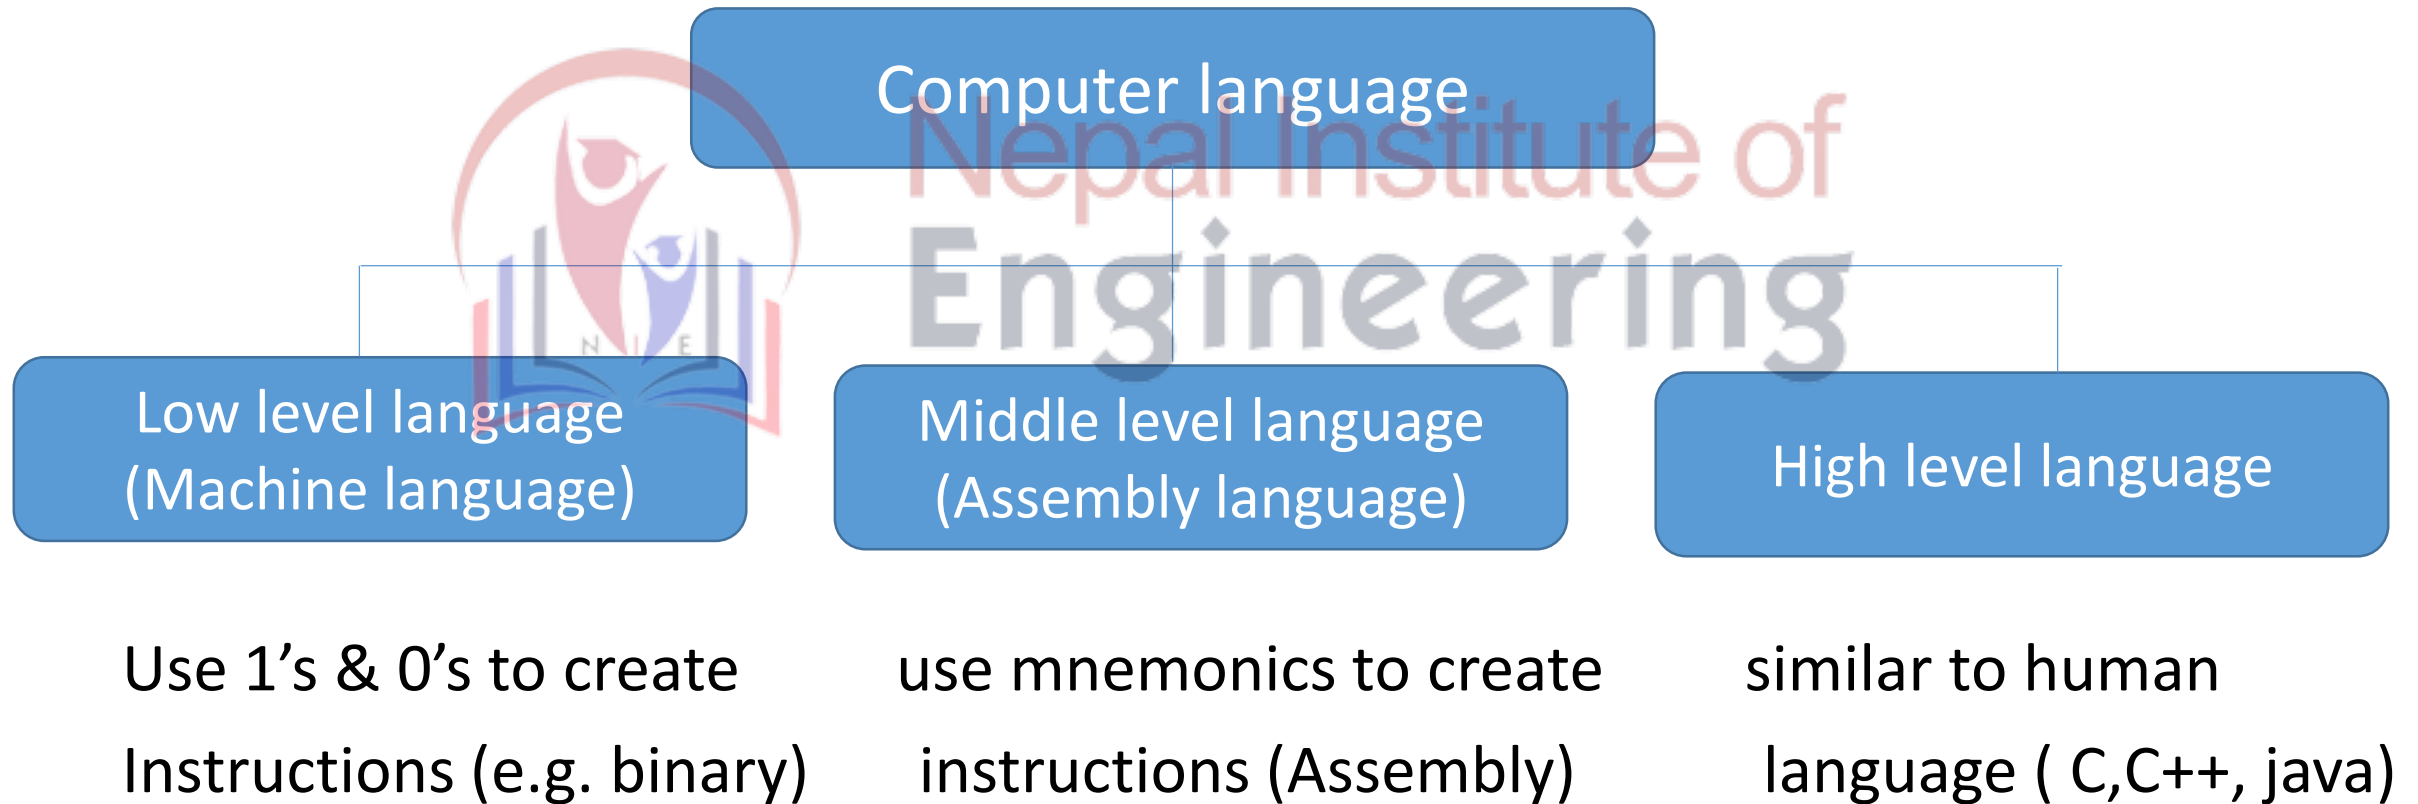 Computer language
Nepal Institute of
Engineering
N I E
Low level language
(Machine language)
Middle level language
(Assembly language)
High level language
Use 1’s & 0’s to create
Instructions (e.g. binary)
use mnemonics to create
instructions (Assembly)
similar to human
language ( C,C++, java)